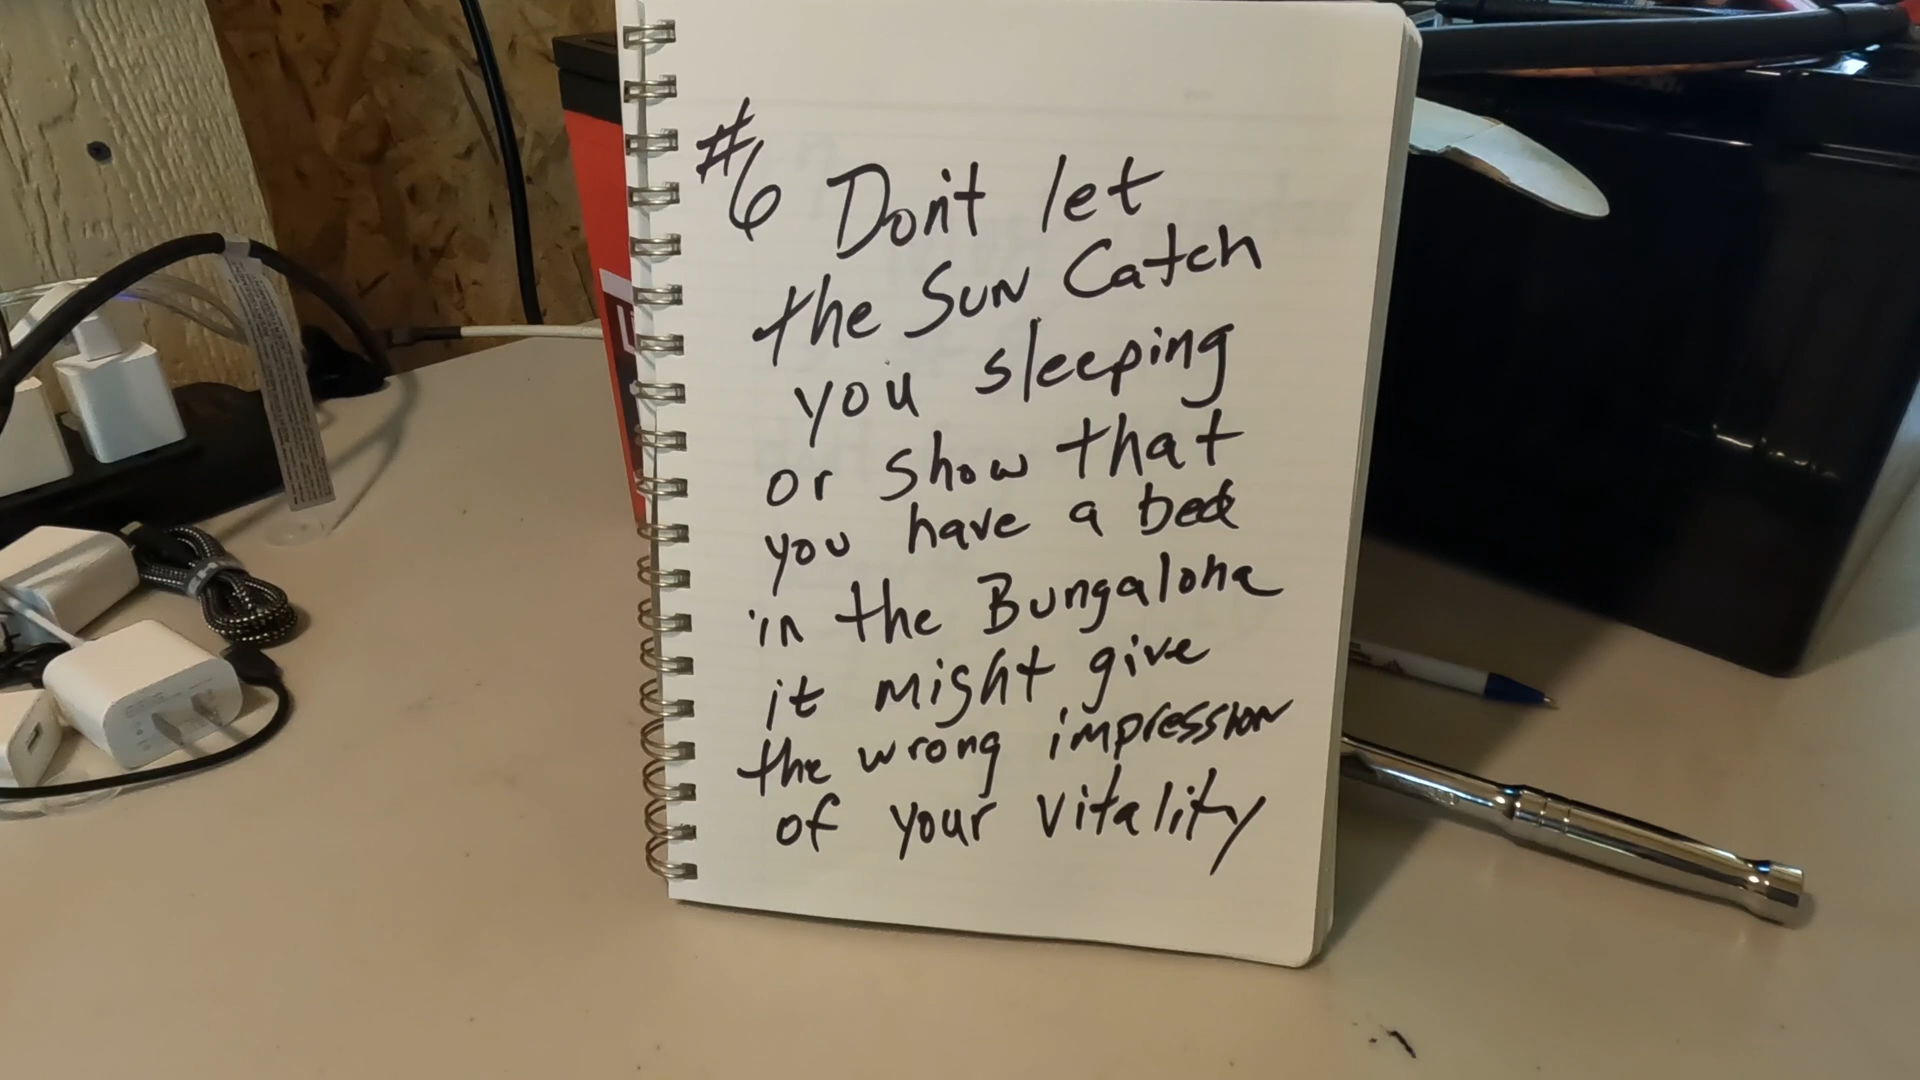 #6 Don't let
the Sun Catch
you sleeping
or show that
you have a bed
in the Bungalona
it might give
the wrong impression
of your vitality